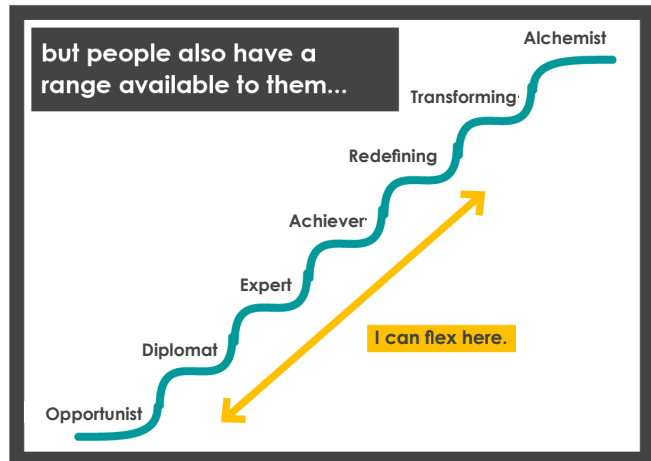 but people also have a
range available to them...
Alchemist
Transforming
Redefining
Achiever
Expert
I can flex here.
Diplomat
Opportunist